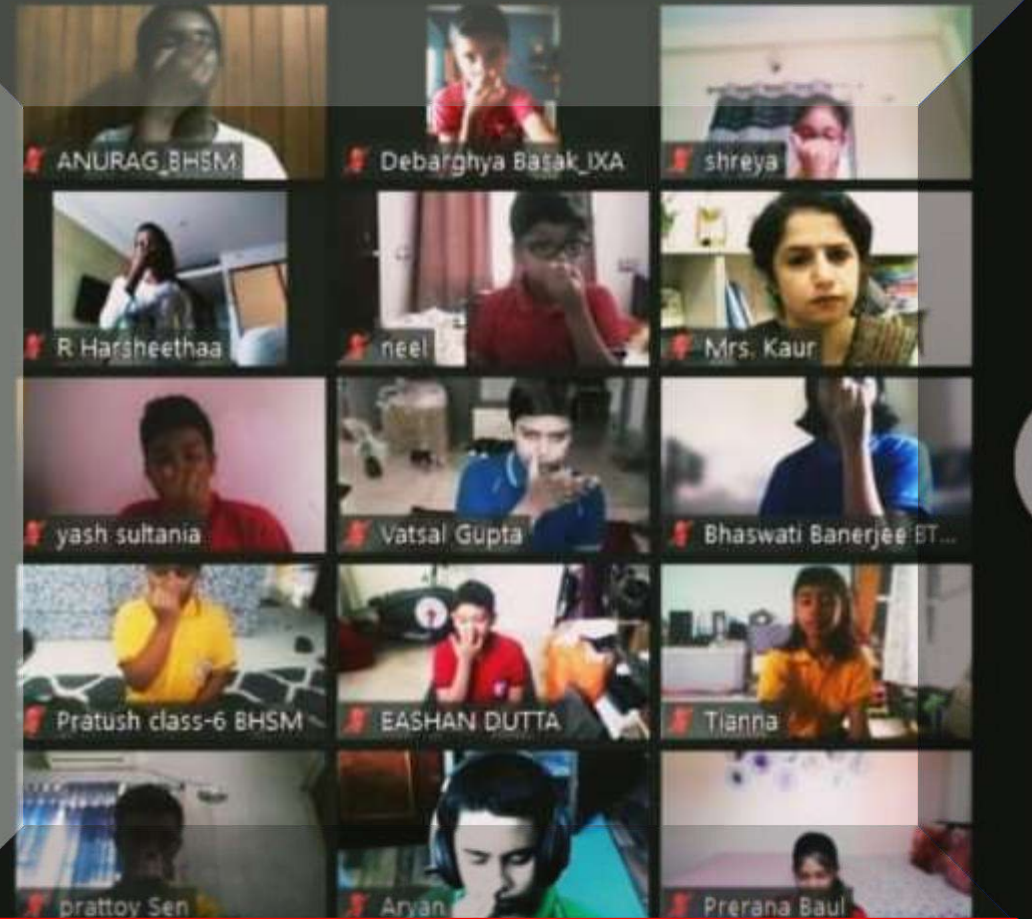 ANURAG_BHSM
Debarghya Basak_IXA
shreya
R Harsheethaa
neel
Mrs. Kaur
yash sultania
Vatsal Gupta
Bhaswati Banerjee BT...
Pratush class-6 BHSM
EASHAN DUTTA
Tianna
prattoy Sen
Aryan
Prerana Baul